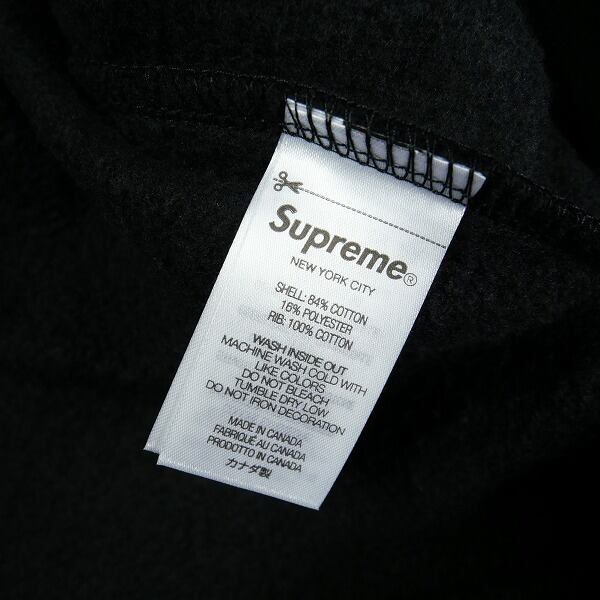 Supreme®
NEW YORK CITY
SHELL: 84% COTTON
16% POLYESTER
RIB: 100% COTTON
WASH INSIDE OUT
MACHINE WASH COLD WITH
LIKE COLORS
DO NOT BLEACH
TUMBLE DRY LOW
DO NOT IRON DECORATION
MADE IN CANADA
FABRIQUÉ AU CANADA
PRODOTTO IN CANADA
カナダ製